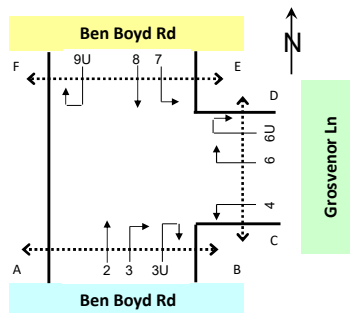 Ben Boyd Rd
N
F
9U
8
7
E
D
6U
6
Grosvenor Ln
4
C
A
2
3
3U
B
Ben Boyd Rd